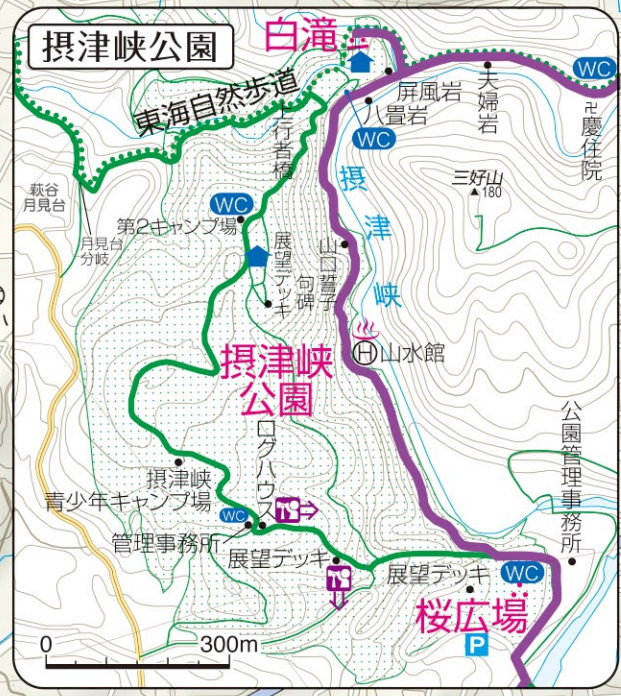 摂津峡公園
白滝
WC
東海自然歩道
屏風岩
夫婦岩
八畳岩
卍慶住院
上行者橋
WC
摂津峡
三好山
▲180
萩谷
月見台
月見台
分岐
WC
第2キャンプ場
展望デッキ
山口誓子
句碑
H山水館
摂津峡
公園
ログハウス
公園管理事務所
摂津峡
青少年キャンプ場
WC
管理事務所
展望デッキ
展望デッキ
WC
桜広場
P
0 300m